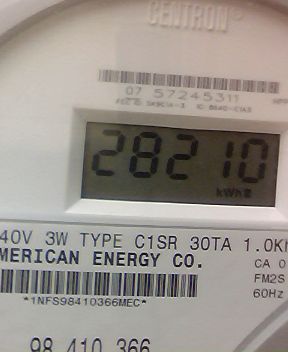 CENTRON®
07 57245311
28210
kWh
40V 3W TYPE C1SR 30TA 1.0Kh
MERICAN ENERGY CO.
CA 0
FM2S
60Hz
*1NFS98410366MEC*
98 410 366